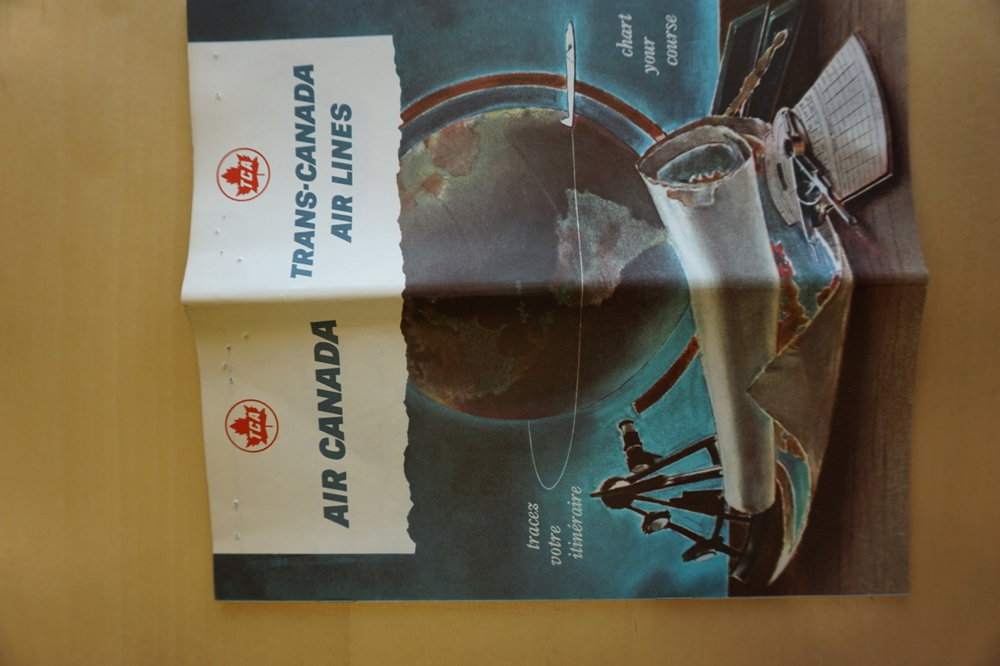 TCA
TRANS-CANADA
AIR LINES
TCA
AIR CANADA
chart
your
course
tracez
votre
itinéraire